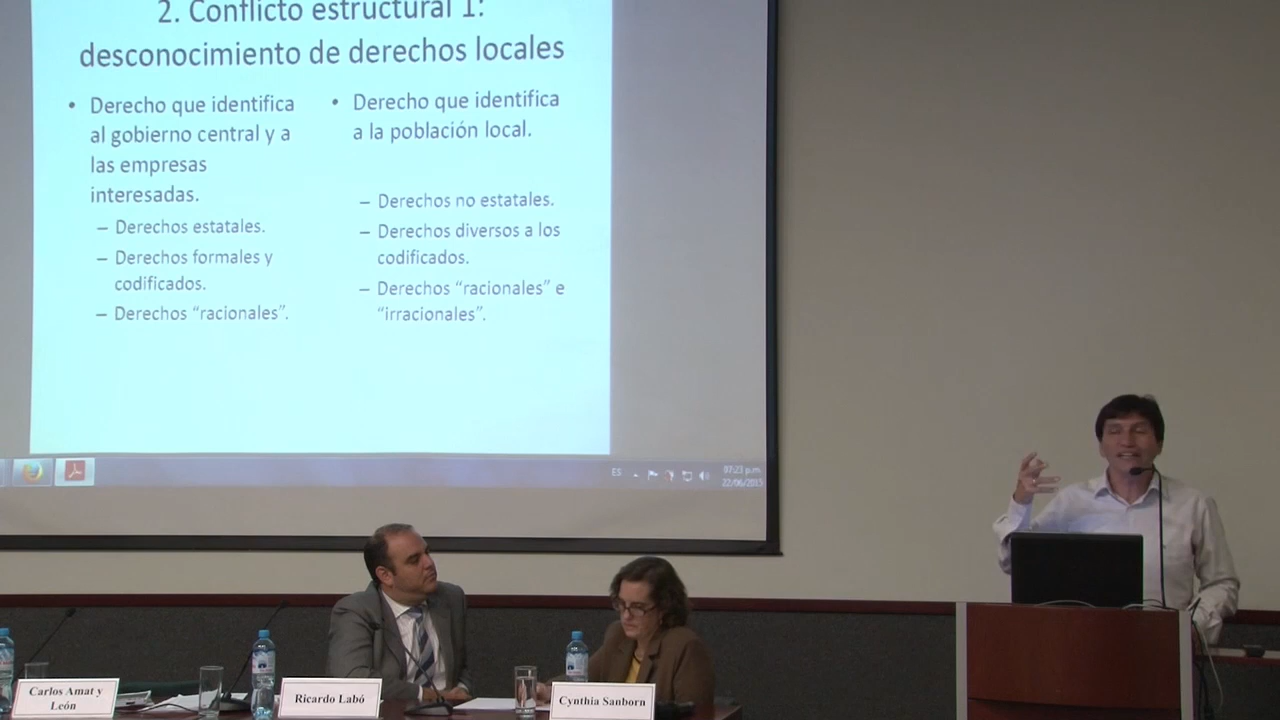 2. Conflicto estructural 1:
desconocimiento de derechos locales
• Derecho que identifica
al gobierno central y a
las empresas
interesadas.
– Derechos estatales.
– Derechos formales y
codificados.
– Derechos “racionales”.
• Derecho que identifica
a la población local.
– Derechos no estatales.
– Derechos diversos a los
codificados.
– Derechos “racionales” e
“irracionales”.
ES
07:23 p.m.
22/06/2015
Carlos Amat y
León
Ricardo Labó
Cynthia Sanborn